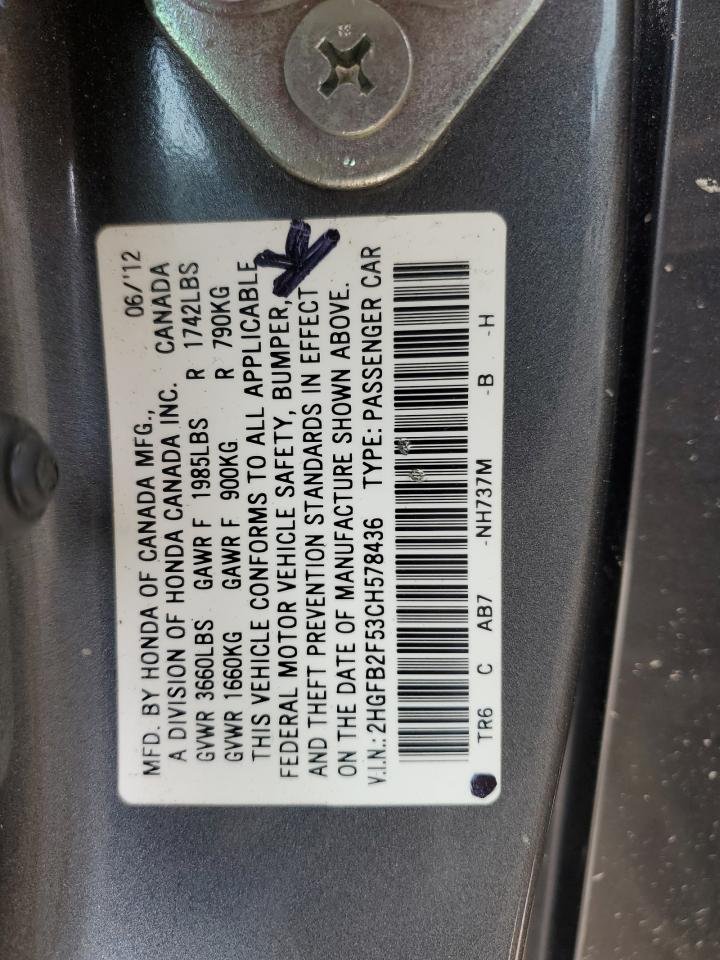 MFD. BY HONDA OF CANADA MFG., 06/'12
A DIVISION OF HONDA CANADA INC. CANADA
GVWR 3660LBS GAWR F 1985LBS R 1742LBS
GVWR 1660KG GAWR F 900KG R 790KG
THIS VEHICLE CONFORMS TO ALL APPLICABLE
FEDERAL MOTOR VEHICLE SAFETY, BUMPER,
AND THEFT PREVENTION STANDARDS IN EFFECT
ON THE DATE OF MANUFACTURE SHOWN ABOVE.
V.I.N.: 2HGFB2F53CH578436 TYPE: PASSENGER CAR
TR6 C AB7 -NH737M -B -H